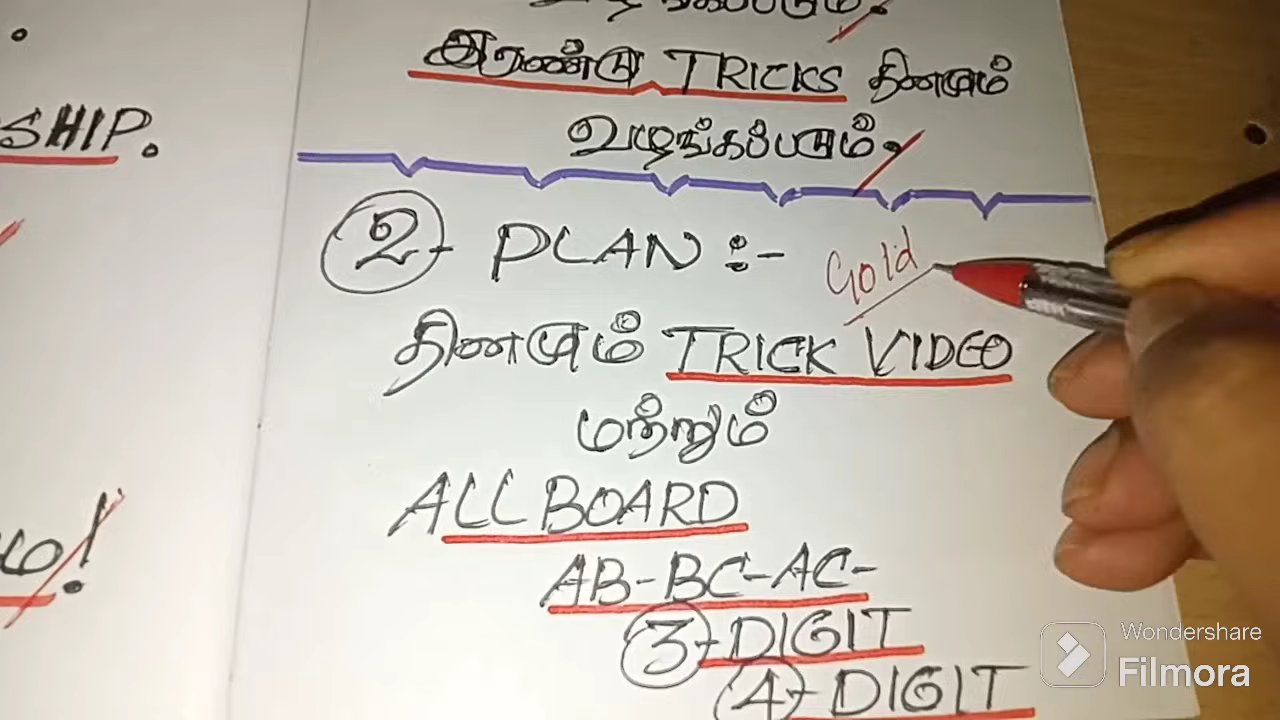 SHIP.
இரண்டு TRICKS தினமும்
வழங்கப்படும்.
2 - PLAN :-
Gold
தினமும் TRICK VIDEO
மற்றும்
ALL BOARD
AB-BC-AC-
3 - DIGIT
4 - DIGIT
Wondershare
Filmora